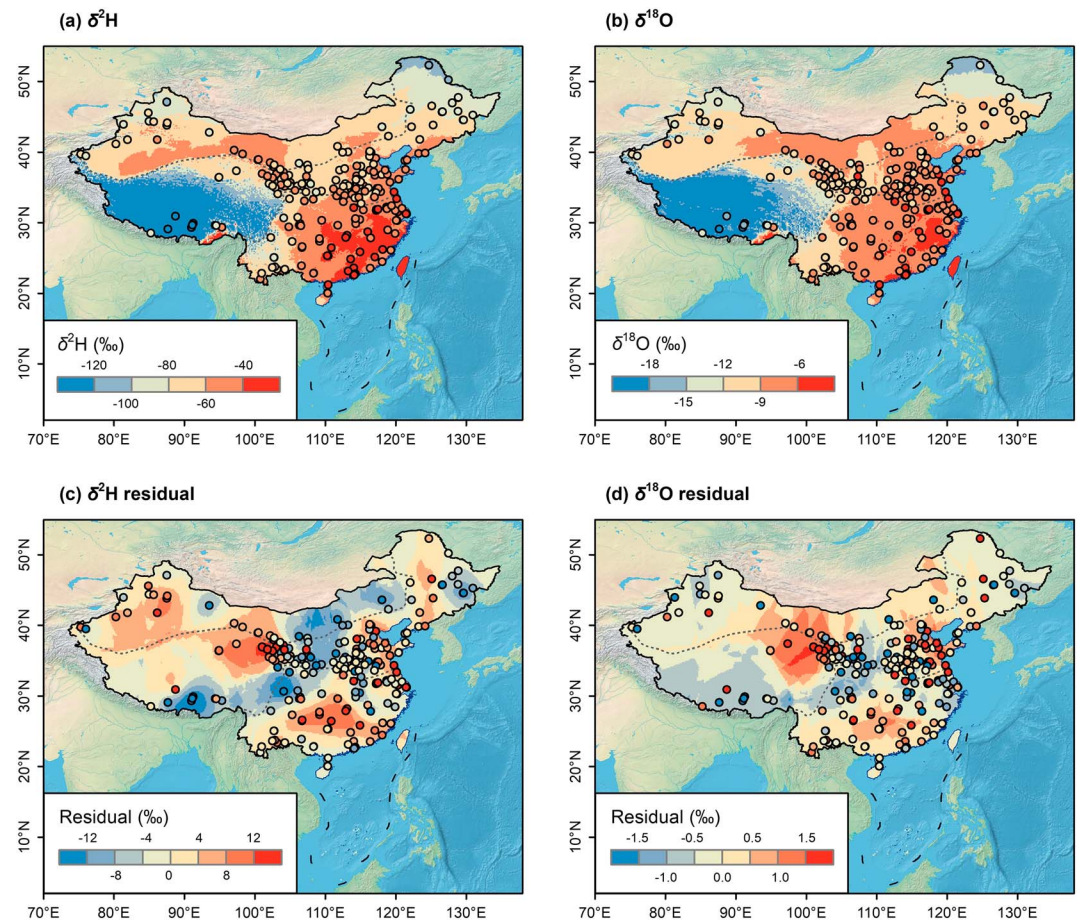 (a) δ²H
(b) δ¹⁸O
50°N
40°N
30°N
20°N
10°N
δ²H (‰)
-120 -80 -40
-100 -60
70°E 80°E 90°E 100°E 110°E 120°E 130°E
50°N
40°N
30°N
20°N
10°N
δ¹⁸O (‰)
-18 -12 -6
-15 -9
70°E 80°E 90°E 100°E 110°E 120°E 130°E
(c) δ²H residual
(d) δ¹⁸O residual
50°N
40°N
30°N
20°N
10°N
Residual (‰)
-12 -4 4 12
-8 0 8
70°E 80°E 90°E 100°E 110°E 120°E 130°E
50°N
40°N
30°N
20°N
10°N
Residual (‰)
-1.5 -0.5 0.5 1.5
-1.0 0.0 1.0
70°E 80°E 90°E 100°E 110°E 120°E 130°E